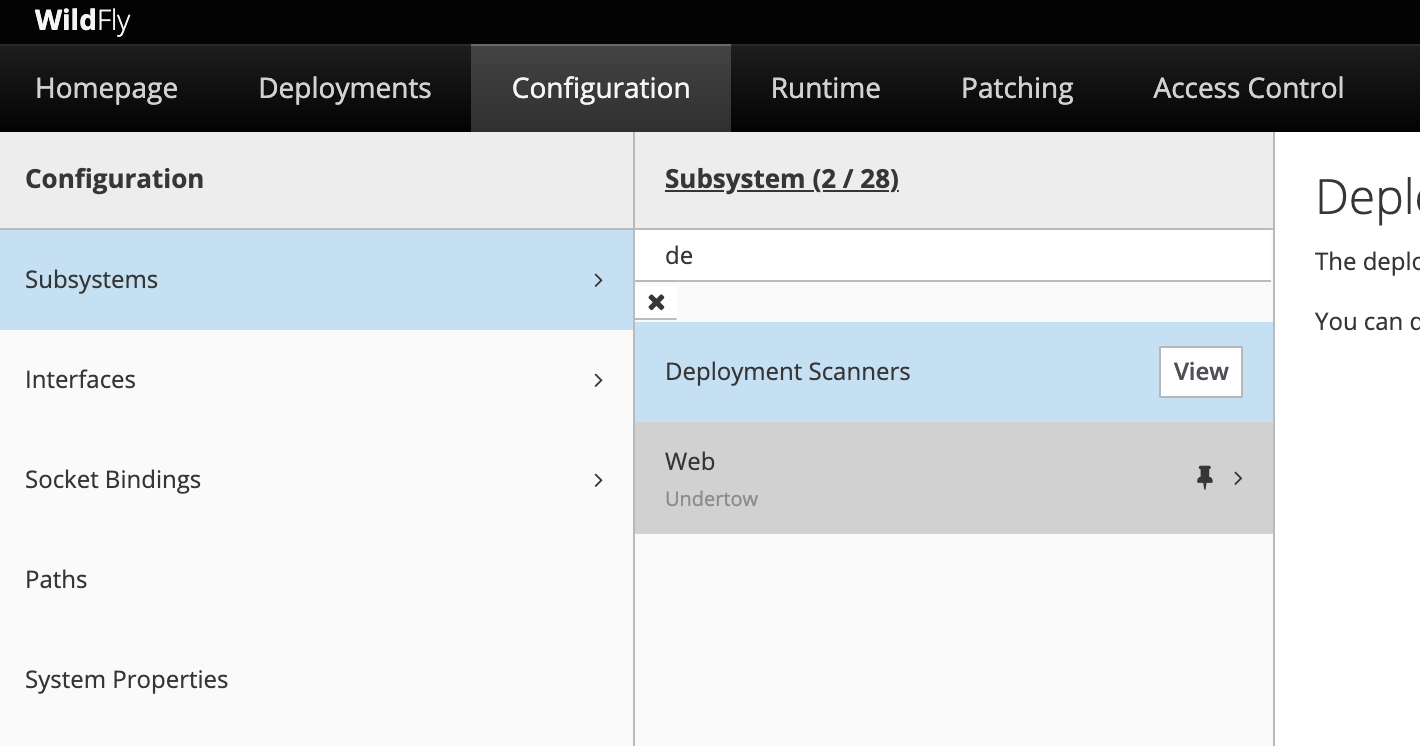 WildFly
Homepage Deployments Configuration Runtime Patching Access Control
Configuration
Subsystems
Interfaces
Socket Bindings
Paths
System Properties
Subsystem (2 / 28)
de
Deployment Scanners View
Web
Undertow
Deplo
The deplo
You can